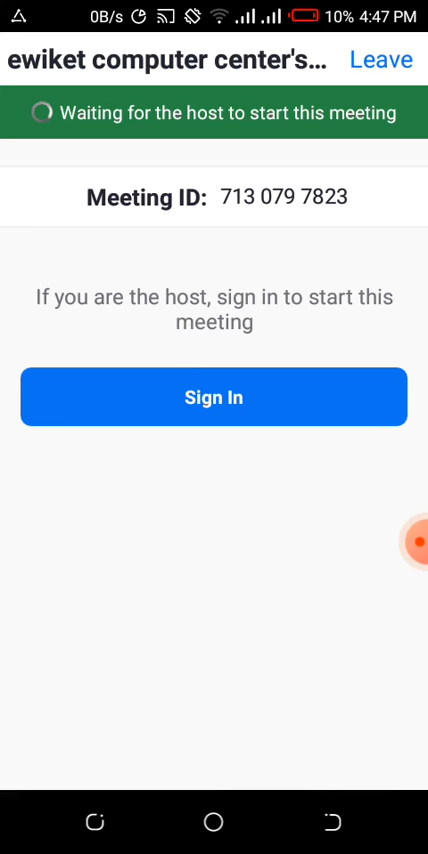 0B/s 10% 4:47 PM
ewiket computer center's... Leave
Waiting for the host to start this meeting
Meeting ID: 713 079 7823
If you are the host, sign in to start this
meeting
Sign In